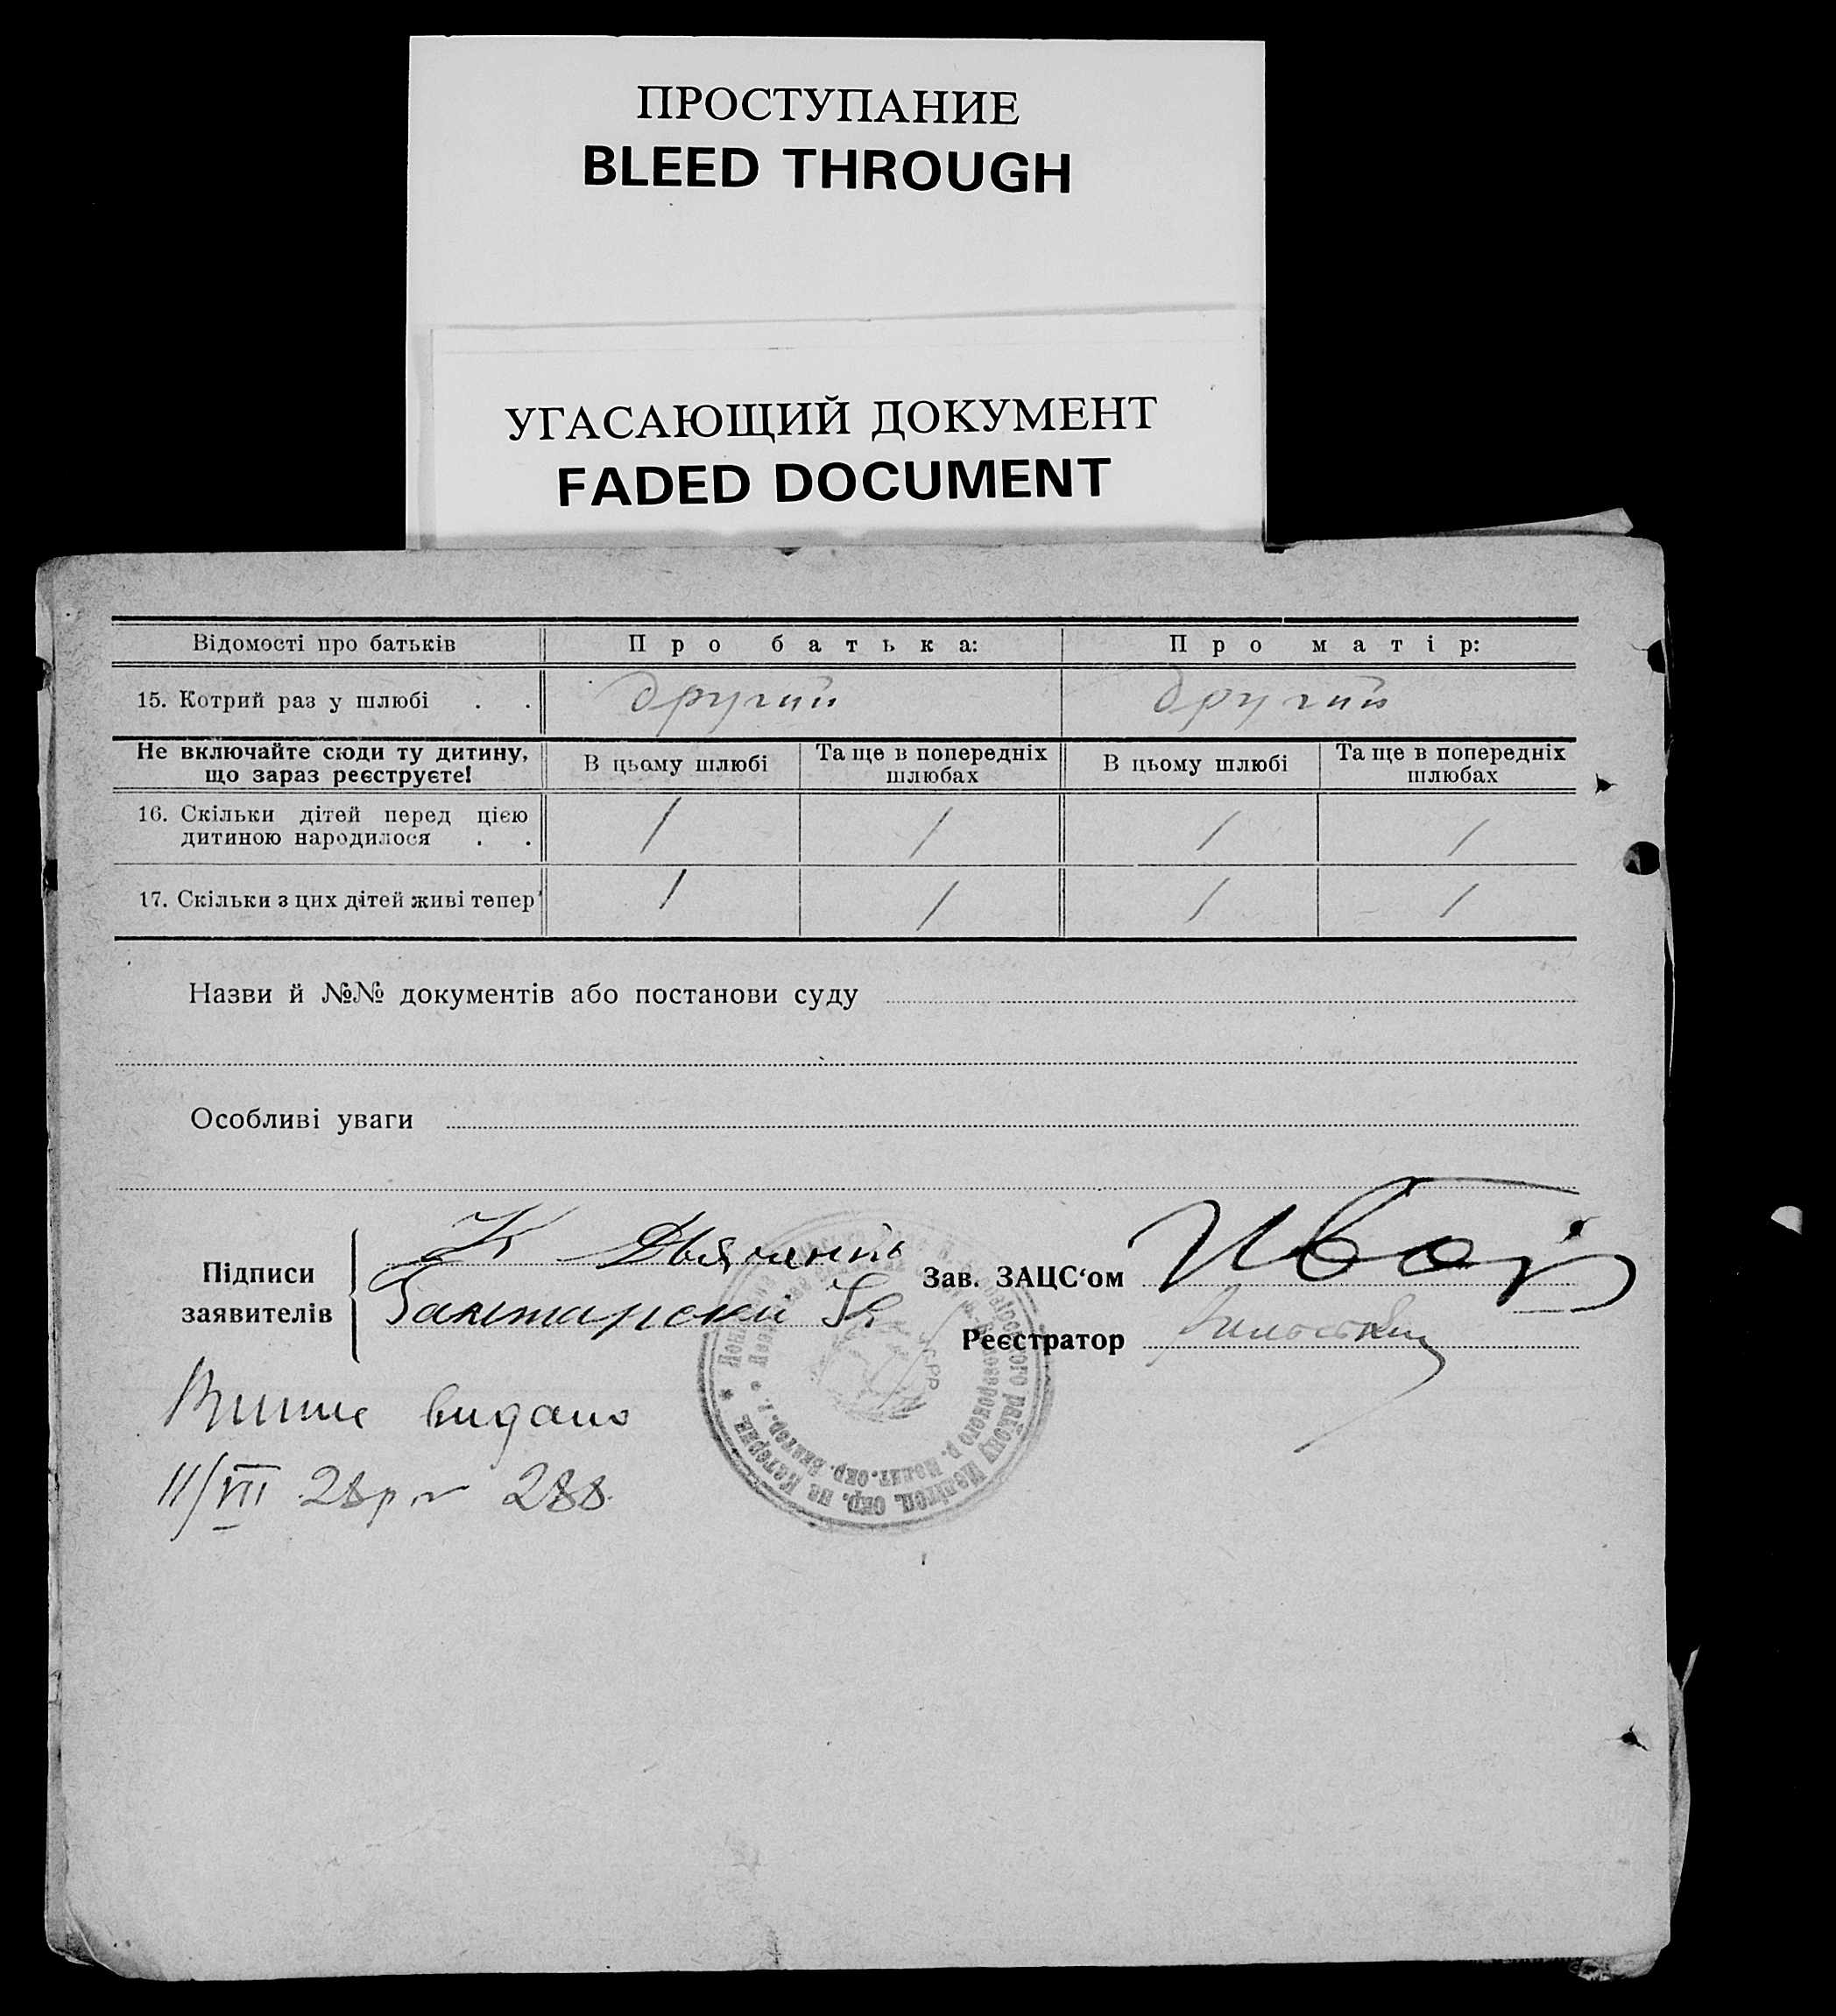 ПРОСТУПАНИЕ
BLEED THROUGH
УГАСАЮЩИЙ ДОКУМЕНТ
FADED DOCUMENT
Відомості про батьків Про батька: Про матір:
15. Котрий раз у шлюбі . . другий другий
Не включайте сюди ту дитину, що зараз реєструєте! В цьому шлюбі Та ще в попередніх шлюбах В цьому шлюбі Та ще в попередніх шлюбах
16. Скільки дітей перед цією дитиною народилося . . / / / /
17. Скільки з цих дітей живі тепер / / / /
Назви й №№ документів або постанови суду
Особливі уваги
Підписи заявителів
К
Зав. ЗАЦС'ом
Реєстратор
видано
11/VII 28р № 288